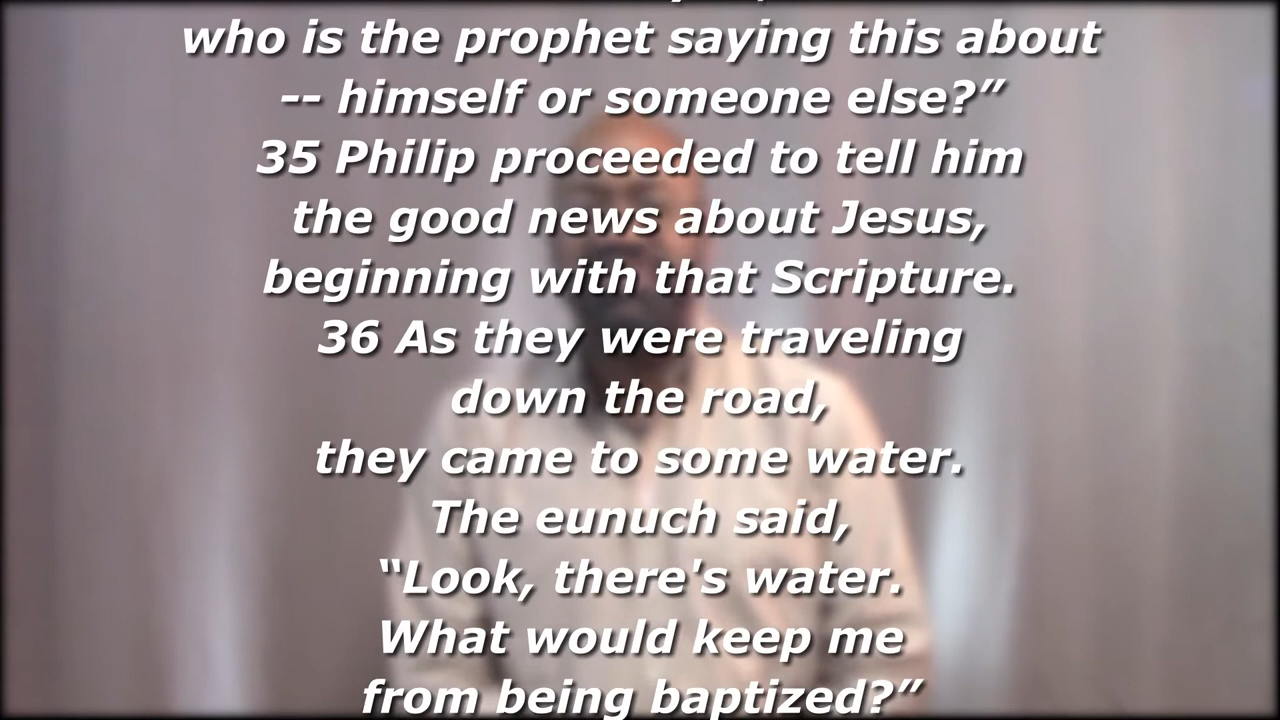 who is the prophet saying this about
-- himself or someone else?”
35 Philip proceeded to tell him
the good news about Jesus,
beginning with that Scripture.
36 As they were traveling
down the road,
they came to some water.
The eunuch said,
“Look, there's water.
What would keep me
from being baptized?”